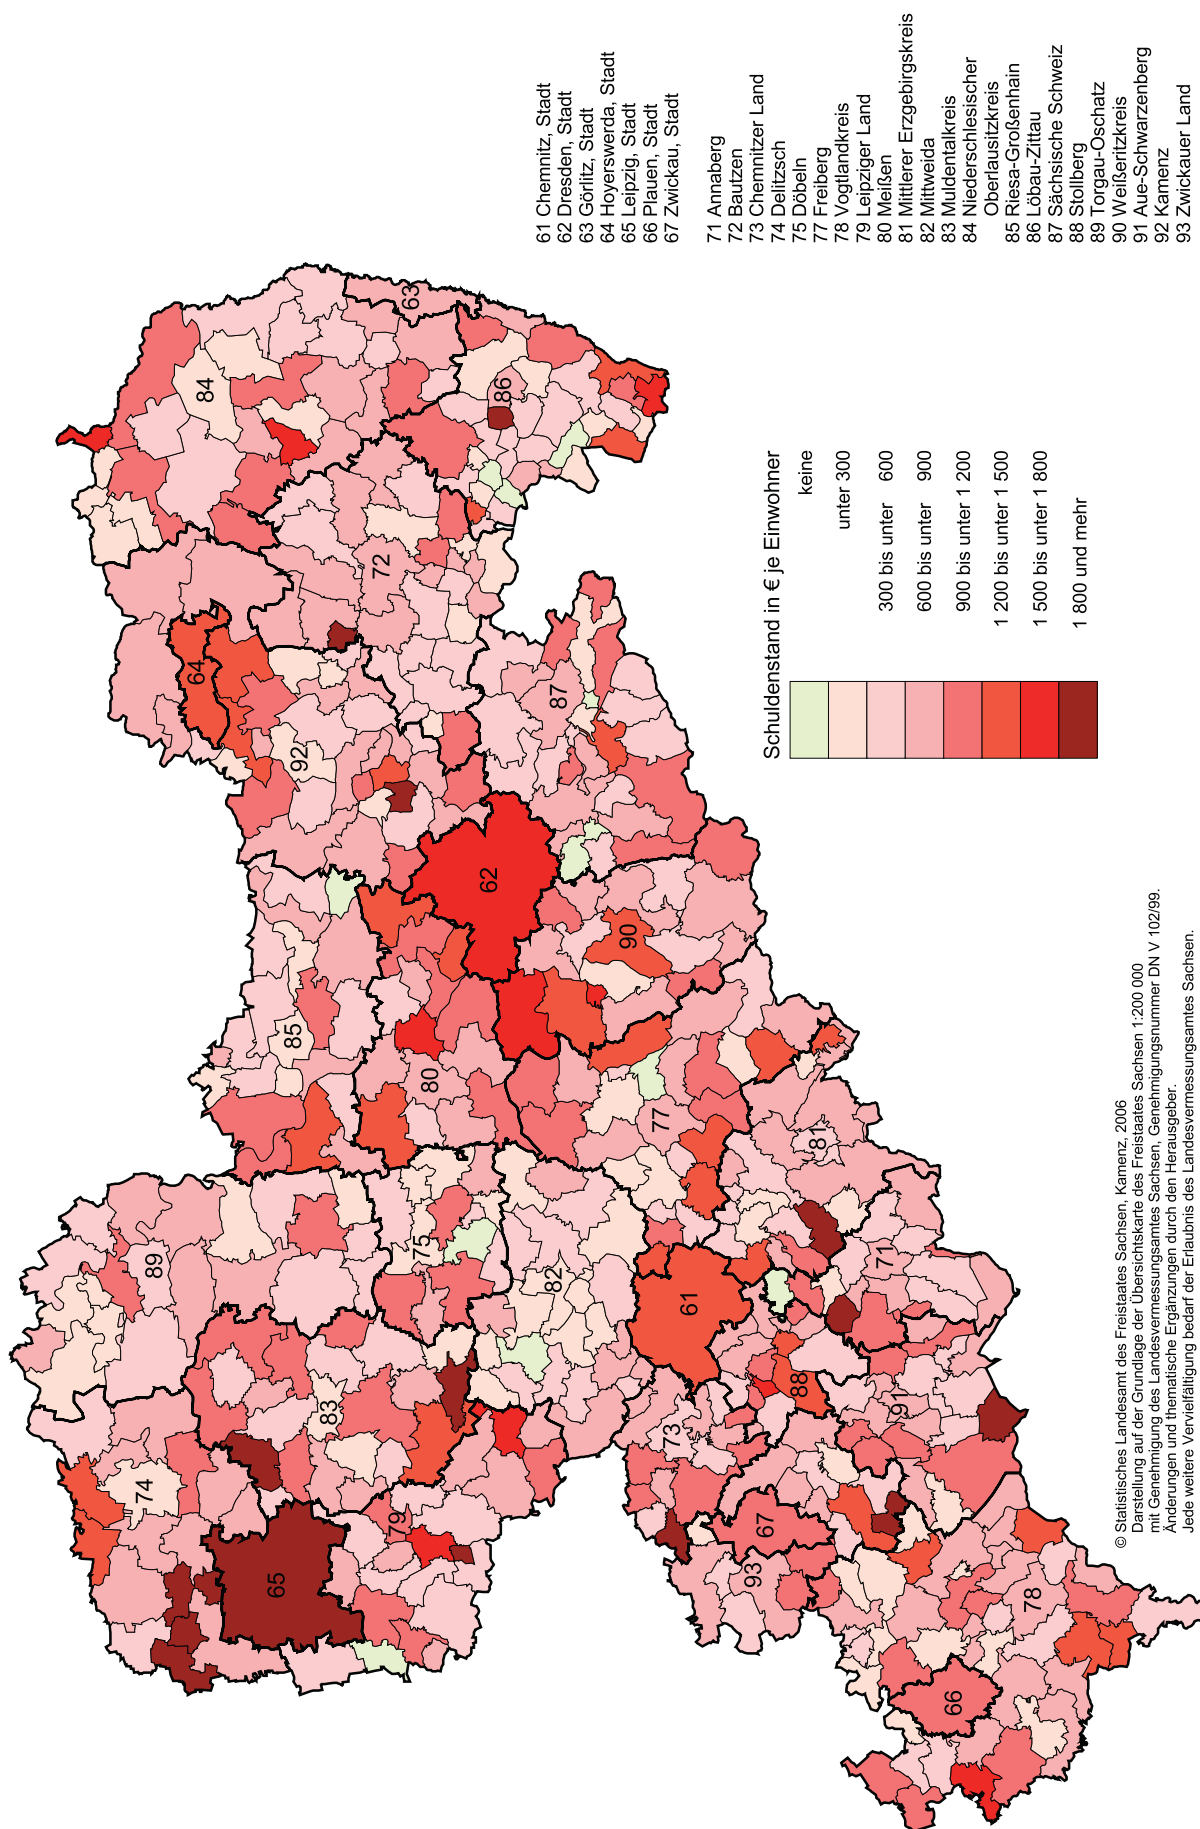 61 Chemnitz, Stadt
62 Dresden, Stadt
63 Görlitz, Stadt
64 Hoyerswerda, Stadt
65 Leipzig, Stadt
66 Plauen, Stadt
67 Zwickau, Stadt
71 Annaberg
72 Bautzen
73 Chemnitzer Land
74 Delitzsch
75 Döbeln
77 Freiberg
78 Vogtlandkreis
79 Leipziger Land
80 Meißen
81 Mittlerer Erzgebirgskreis
82 Mittweida
83 Muldentalkreis
84 Niederschlesischer
Oberlausitzkreis
85 Riesa-Großenhain
86 Löbau-Zittau
87 Sächsische Schweiz
88 Stollberg
89 Torgau-Oschatz
90 Weißeritzkreis
91 Aue-Schwarzenberg
92 Kamenz
93 Zwickauer Land
Schuldenstand in € je Einwohner
keine
unter 300
300 bis unter 600
600 bis unter 900
900 bis unter 1 200
1 200 bis unter 1 500
1 500 bis unter 1 800
1 800 und mehr
84
63
86
64
72
92
87
62
85
90
80
77
81
89
75
82
71
61
83
88
91
74
73
79
67
65
93
78
66
© Statistisches Landesamt des Freistaates Sachsen, Kamenz, 2006
Darstellung auf der Grundlage der Übersichtskarte des Freistaates Sachsen 1:200 000
mit Genehmigung des Landesvermessungsamtes Sachsen, Genehmigungsnummer DN V 102/99.
Änderungen und thematische Ergänzungen durch den Herausgeber.
Jede weitere Vervielfältigung bedarf der Erlaubnis des Landesvermessungsamtes Sachsen.